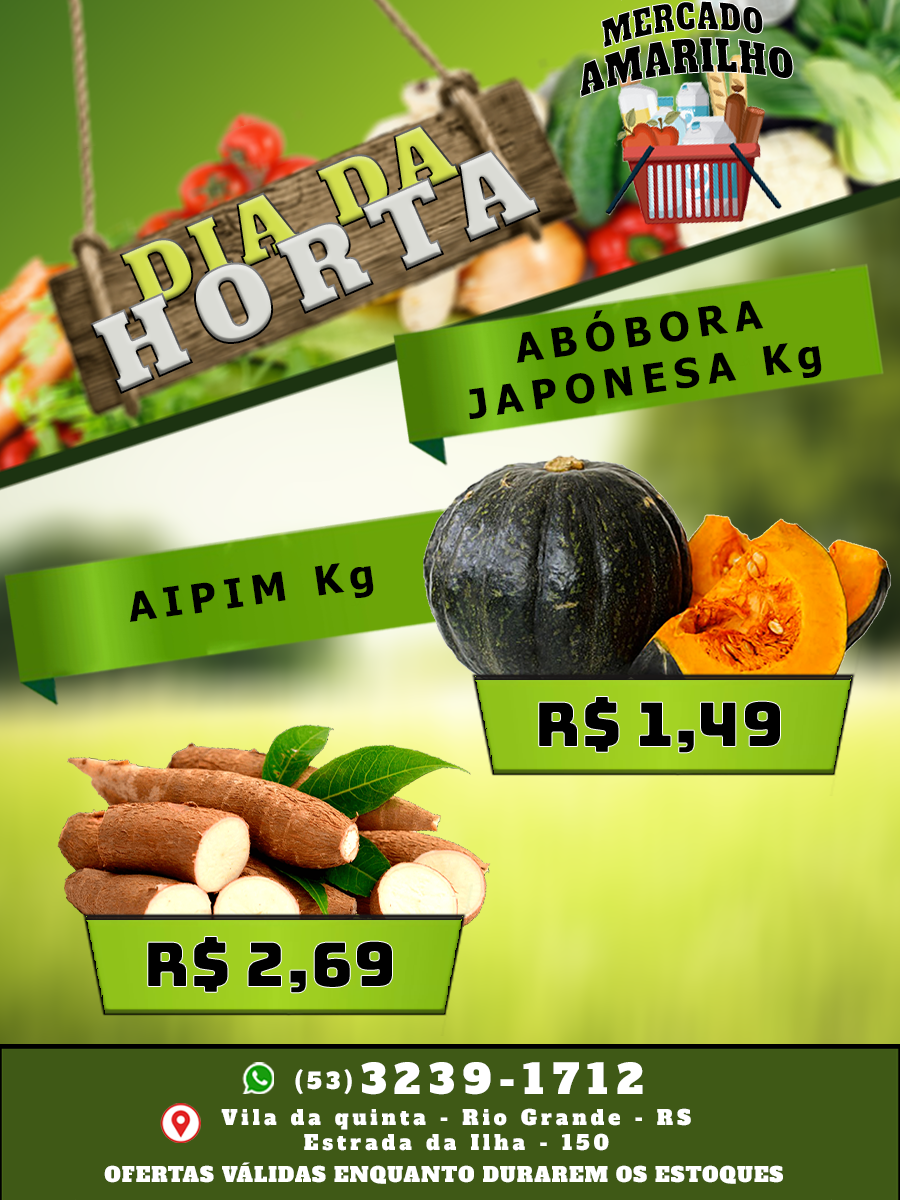 MERCADO
AMARILHO
DIA DA
HORTA
ABÓBORA
JAPONESA Kg
AIPIM Kg
R$ 1,49
R$ 2,69
(53) 3239-1712
Vila da quinta - Rio Grande - RS
Estrada da Ilha - 150
OFERTAS VÁLIDAS ENQUANTO DURAREM OS ESTOQUES